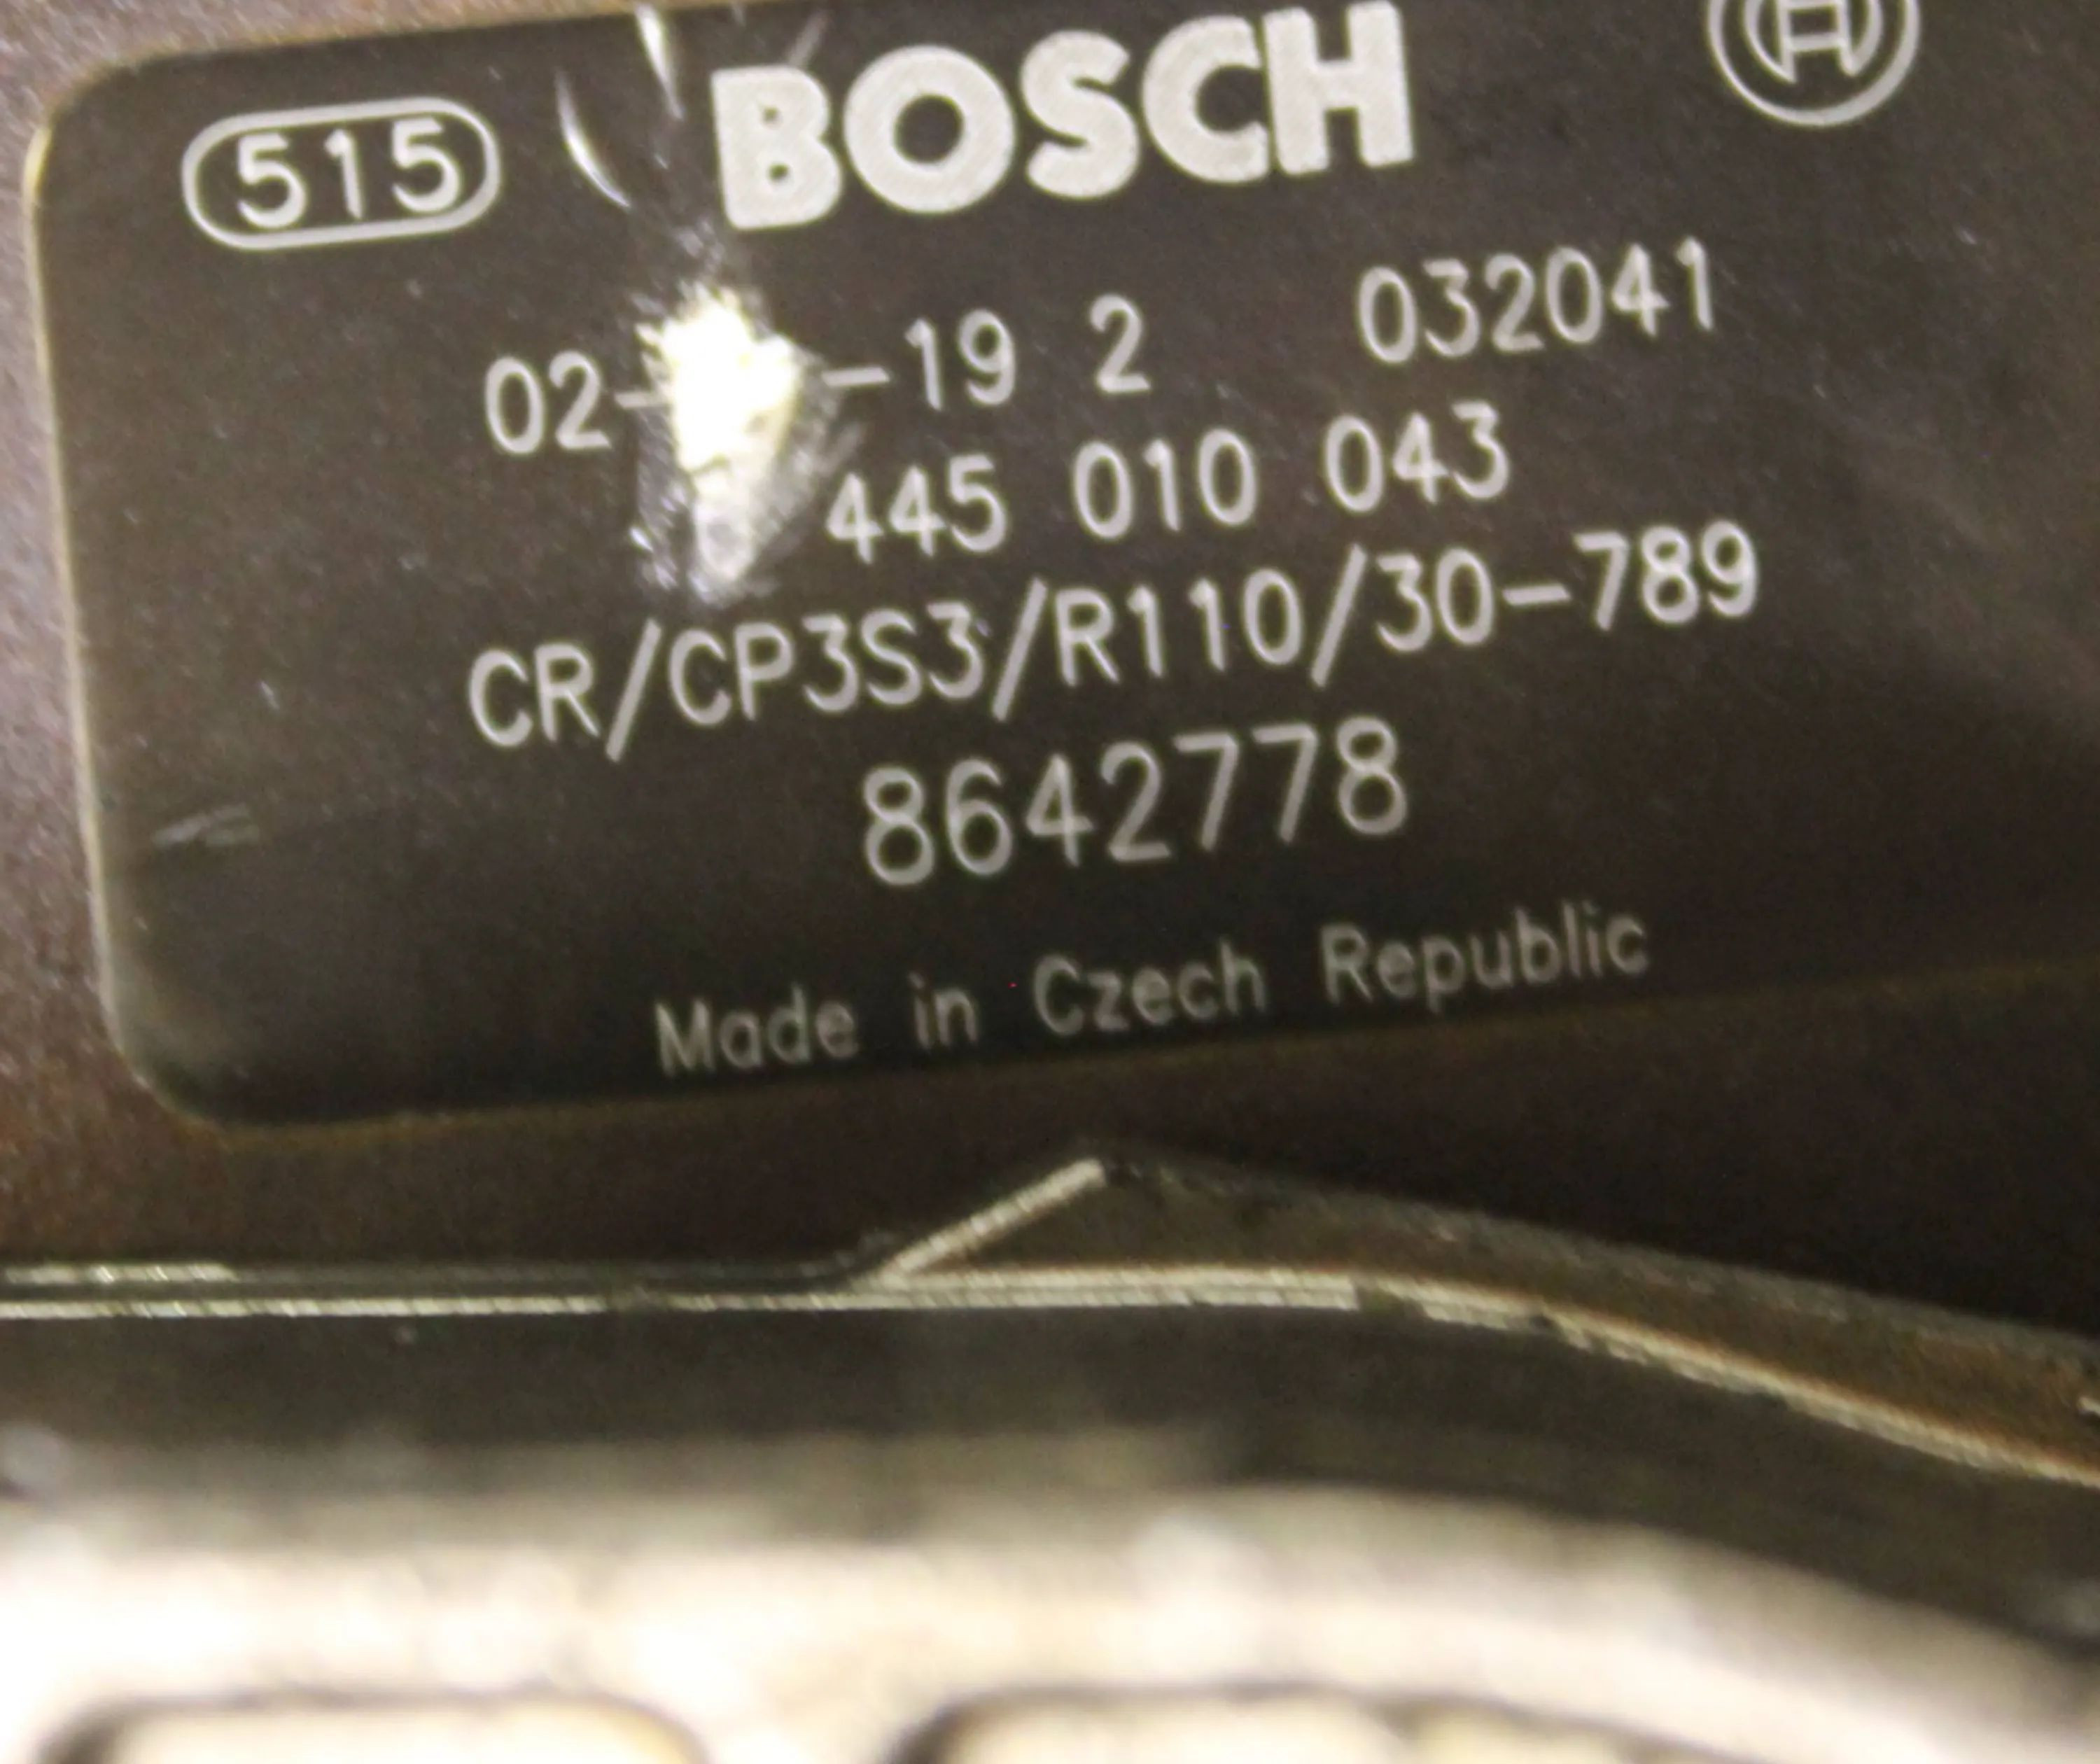 515 BOSCH
02- -19 2 032041
445 010 043
CR/CP3S3/R110/30-789
8642778
Made in Czech Republic